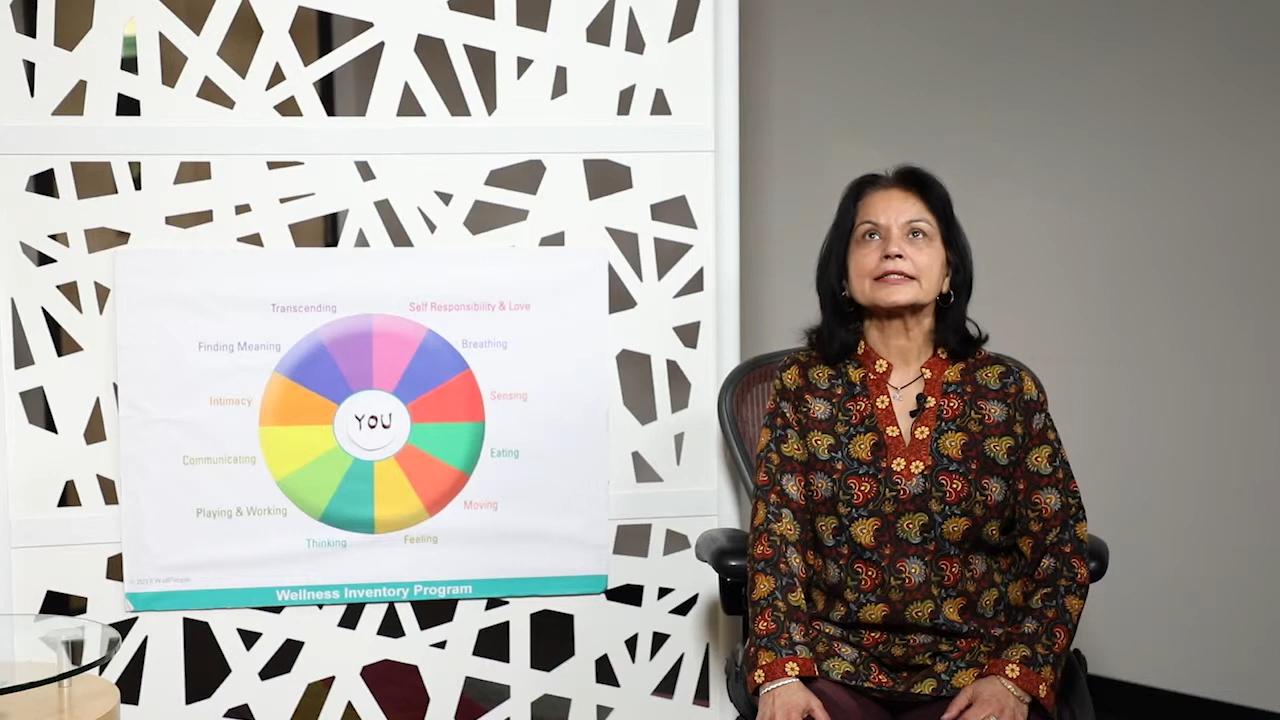 Transcending
Self Responsibility & Love
Finding Meaning
Breathing
Intimacy
Sensing
YOU
Communicating
Eating
Playing & Working
Moving
Thinking
Feeling
Wellness Inventory Program